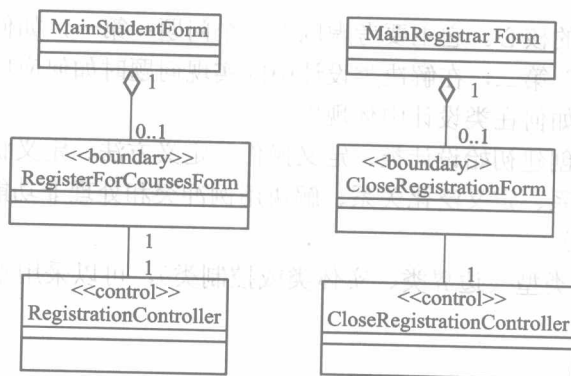 MainStudentForm
1
0..1
<<boundary>>
RegisterForCoursesForm
1
1
<<control>>
RegistrationController
MainRegistrar Form
1
0..1
<<boundary>>
CloseRegistrationForm
1
<<control>>
CloseRegistrationController